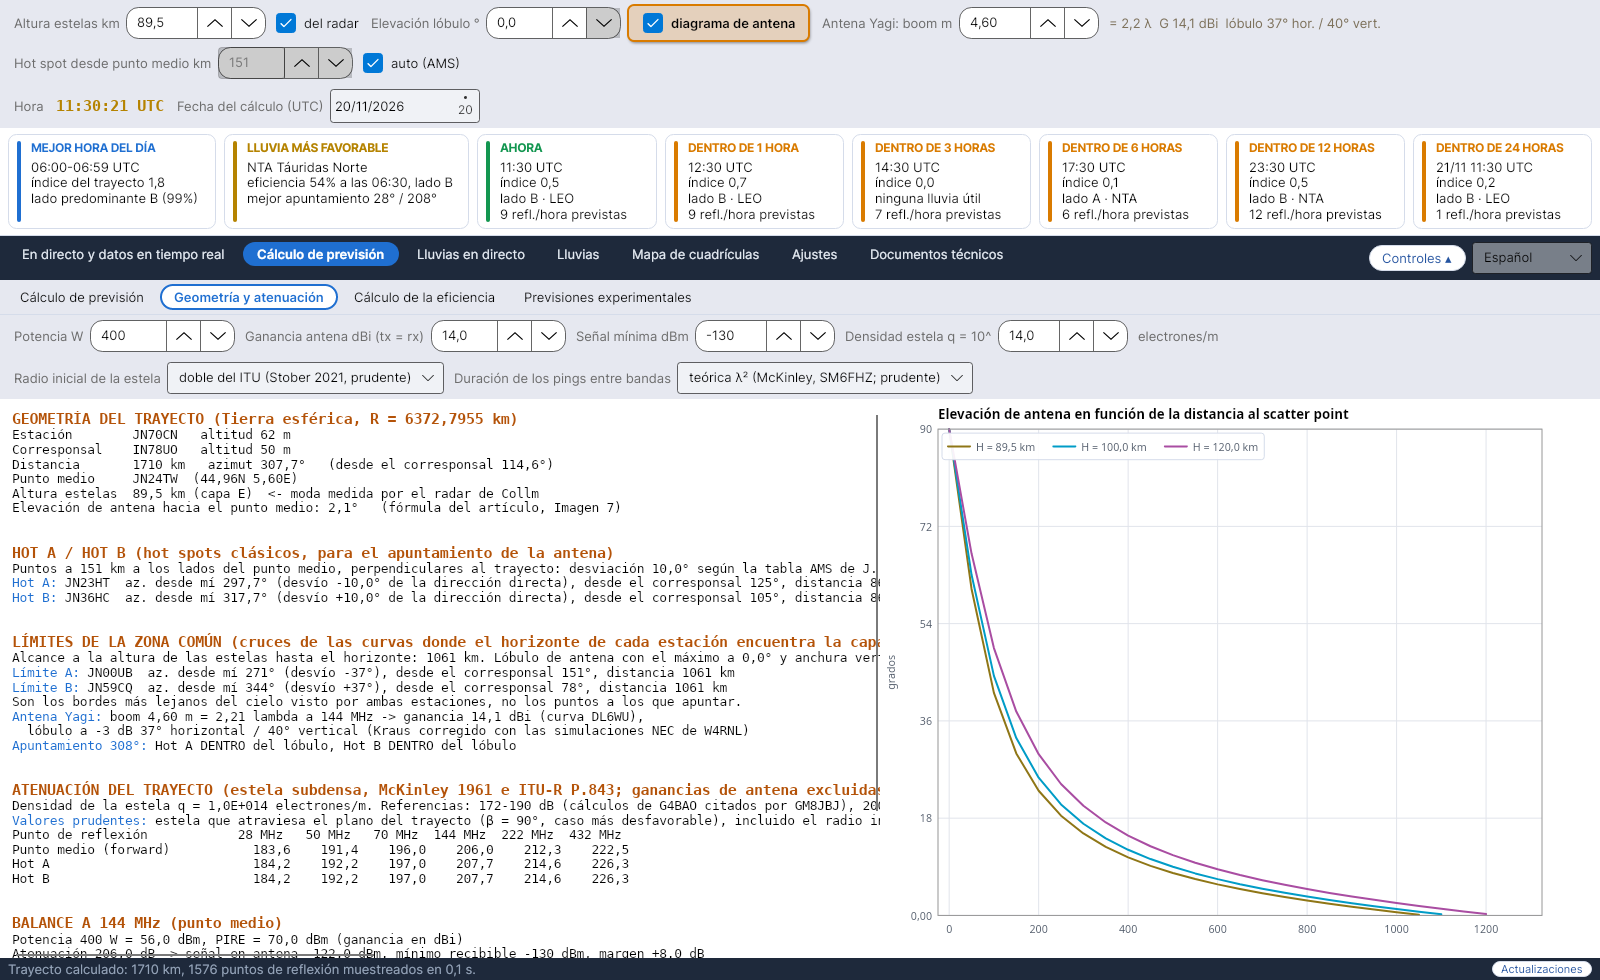 Altura estelas km 89,5 del radar Elevación lóbulo ° 0,0 diagrama de antena Antena Yagi: boom m 4,60 = 2,2 λ G 14,1 dBi lóbulo 37° hor. / 40° vert.
Hot spot desde punto medio km 151 auto (AMS)
Hora 11:30:21 UTC Fecha del cálculo (UTC) 20/11/2026 20
MEJOR HORA DEL DÍA
06:00-06:59 UTC
índice del trayecto 1,8
lado predominante B (99%)
LLUVIA MÁS FAVORABLE
NTA Táuridas Norte
eficiencia 54% a las 06:30, lado B
mejor apuntamiento 28° / 208°
AHORA
11:30 UTC
índice 0,5
lado B · LEO
9 refl./hora previstas
DENTRO DE 1 HORA
12:30 UTC
índice 0,7
lado B · LEO
9 refl./hora previstas
DENTRO DE 3 HORAS
14:30 UTC
índice 0,0
ninguna lluvia útil
7 refl./hora previstas
DENTRO DE 6 HORAS
17:30 UTC
índice 0,1
lado A · NTA
6 refl./hora previstas
DENTRO DE 12 HORAS
23:30 UTC
índice 0,5
lado B · NTA
12 refl./hora previstas
DENTRO DE 24 HORAS
21/11 11:30 UTC
índice 0,2
lado B · LEO
1 refl./hora previstas
En directo y datos en tiempo real Cálculo de previsión Lluvias en directo Lluvias Mapa de cuadrículas Ajustes Documentos técnicos Controles ▴ Español
Cálculo de previsión Geometría y atenuación Cálculo de la eficiencia Previsiones experimentales
Potencia W 400 Ganancia antena dBi (tx = rx) 14,0 Señal mínima dBm -130 Densidad estela q = 10^ 14,0 electrones/m
Radio inicial de la estela doble del ITU (Stober 2021, prudente) Duración de los pings entre bandas teórica λ² (McKinley, SM6FHZ; prudente)
GEOMETRÍA DEL TRAYECTO (Tierra esférica, R = 6372,7955 km)
Estación JN70CN altitud 62 m
Corresponsal IN78UO altitud 50 m
Distancia 1710 km azimut 307,7° (desde el corresponsal 114,6°)
Punto medio JN24TW (44,96N 5,60E)
Altura estelas 89,5 km (capa E) <- moda medida por el radar de Collm
Elevación de antena hacia el punto medio: 2,1° (fórmula del artículo, Imagen 7)
HOT A / HOT B (hot spots clásicos, para el apuntamiento de la antena)
Puntos a 151 km a los lados del punto medio, perpendiculares al trayecto: desviación 10,0° según la tabla AMS de J.
Hot A: JN23HT az. desde mí 297,7° (desvío -10,0° de la dirección directa), desde el corresponsal 125°, distancia
Hot B: JN36HC az. desde mí 317,7° (desvío +10,0° de la dirección directa), desde el corresponsal 105°, distancia
LÍMITES DE LA ZONA COMÚN (cruces de las curvas donde el horizonte de cada estación encuentra la
Alcance a la altura de las estelas hasta el horizonte: 1061 km. Lóbulo de antena con el máximo a 0,0° y anchura
Límite A: JN00UB az. desde mí 271° (desvío -37°), desde el corresponsal 151°, distancia 1061 km
Límite B: JN59CQ az. desde mí 344° (desvío +37°), desde el corresponsal 78°, distancia 1061 km
Son los bordes más lejanos del cielo visto por ambas estaciones, no los puntos a los que apuntar.
Antena Yagi: boom 4,60 m = 2,21 lambda a 144 MHz -> ganancia 14,1 dBi (curva DL6WU),
lóbulo a -3 dB 37° horizontal / 40° vertical (Kraus corregido con las simulaciones NEC de W4RNL)
Apuntamiento 308°: Hot A DENTRO del lóbulo, Hot B DENTRO del lóbulo
ATENUACIÓN DEL TRAYECTO (estela subdensa, McKinley 1961 e ITU-R P.843; ganancias de antena excluidas
Densidad de la estela q = 1,0E+014 electrones/m. Referencias: 172-190 dB (cálculos de G4BAO citados por GM8JBJ),
Valores prudentes: estela que atraviesa el plano del trayecto (β = 90°, caso más desfavorable), incluido el radio
Punto de reflexión 28 MHz 50 MHz 70 MHz 144 MHz 222 MHz 432 MHz
Punto medio (forward) 183,6 191,4 196,0 206,0 212,3 222,5
Hot A 184,2 192,2 197,0 207,7 214,6 226,3
Hot B 184,2 192,2 197,0 207,7 214,6 226,3
BALANCE A 144 MHz (punto medio)
Potencia 400 W = 56,0 dBm, PIRE = 70,0 dBm (ganancia en dBi)
Atenuación 206,0 dB -> señal en antena -122,0 dBm, mínimo recibible -130 dBm, margen +8,0 dB
Elevación de antena en función de la distancia al scatter point
H = 89,5 km H = 100,0 km H = 120,0 km
grados
90
72
54
36
18
0,00
0 200 400 600 800 1000 1200
Trayecto calculado: 1710 km, 1576 puntos de reflexión muestreados en 0,1 s. Actualizaciones